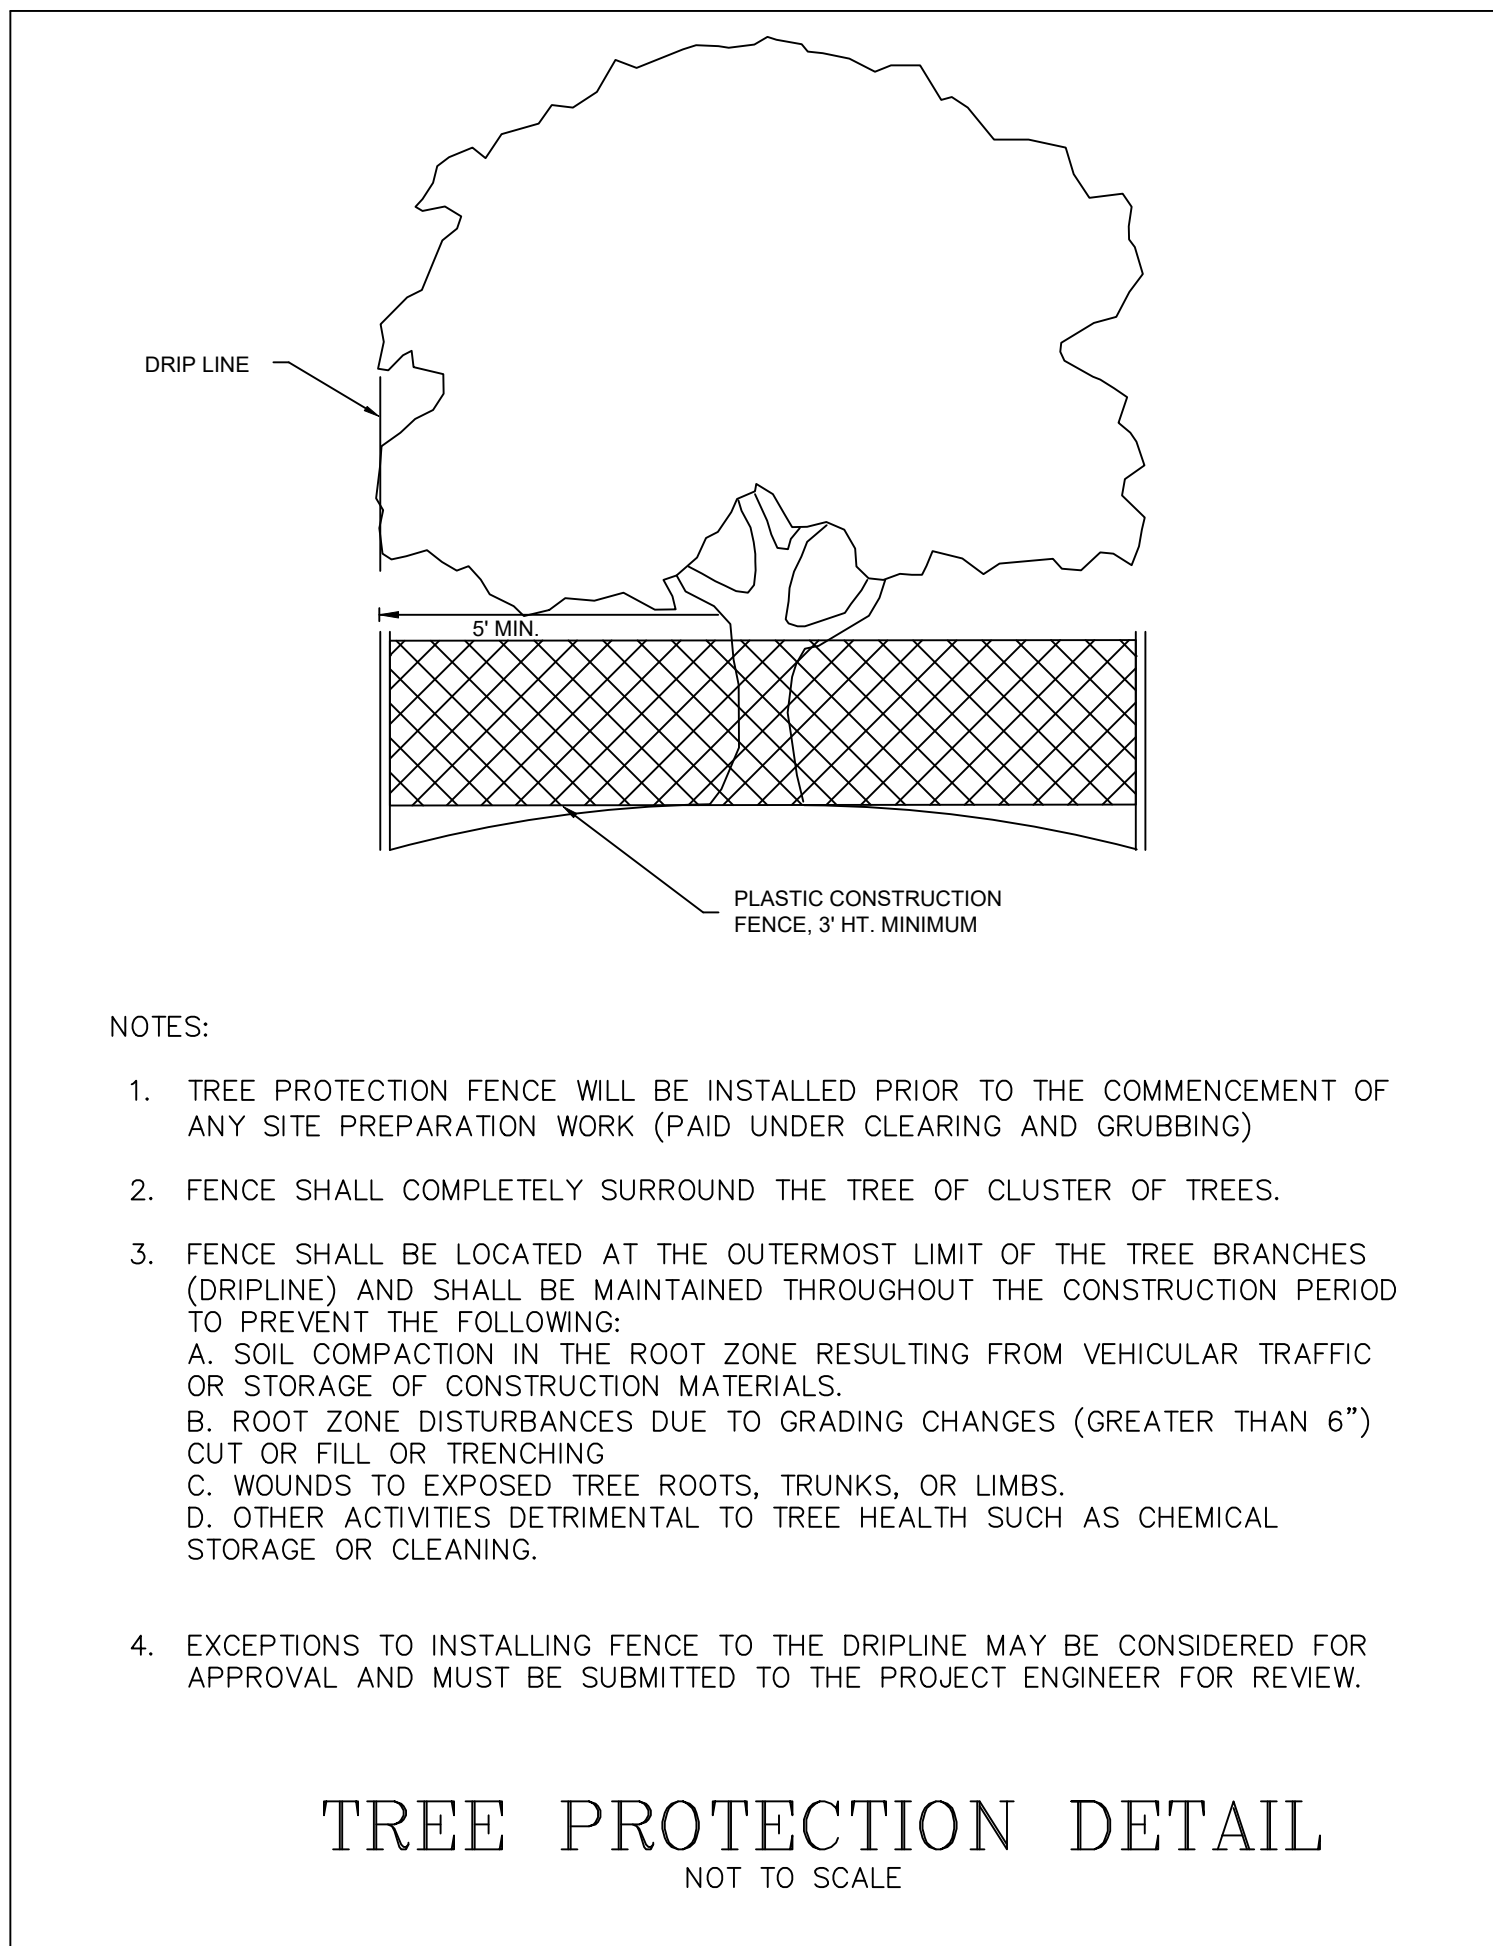 DRIP LINE
5' MIN.
PLASTIC CONSTRUCTION
FENCE, 3' HT. MINIMUM
NOTES:
1. TREE PROTECTION FENCE WILL BE INSTALLED PRIOR TO THE COMMENCEMENT OF
ANY SITE PREPARATION WORK (PAID UNDER CLEARING AND GRUBBING)
2. FENCE SHALL COMPLETELY SURROUND THE TREE OF CLUSTER OF TREES.
3. FENCE SHALL BE LOCATED AT THE OUTERMOST LIMIT OF THE TREE BRANCHES
(DRIPLINE) AND SHALL BE MAINTAINED THROUGHOUT THE CONSTRUCTION PERIOD
TO PREVENT THE FOLLOWING:
A. SOIL COMPACTION IN THE ROOT ZONE RESULTING FROM VEHICULAR TRAFFIC
OR STORAGE OF CONSTRUCTION MATERIALS.
B. ROOT ZONE DISTURBANCES DUE TO GRADING CHANGES (GREATER THAN 6”)
CUT OR FILL OR TRENCHING
C. WOUNDS TO EXPOSED TREE ROOTS, TRUNKS, OR LIMBS.
D. OTHER ACTIVITIES DETRIMENTAL TO TREE HEALTH SUCH AS CHEMICAL
STORAGE OR CLEANING.
4. EXCEPTIONS TO INSTALLING FENCE TO THE DRIPLINE MAY BE CONSIDERED FOR
APPROVAL AND MUST BE SUBMITTED TO THE PROJECT ENGINEER FOR REVIEW.
TREE PROTECTION DETAIL
NOT TO SCALE